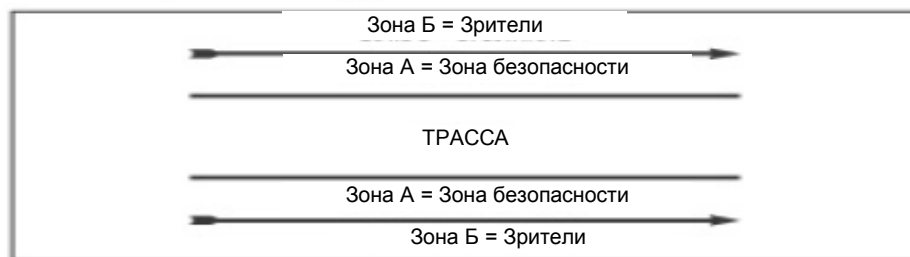 Зона Б = Зрители
Зона А = Зона безопасности
ТРАССА
Зона А = Зона безопасности
Зона Б = Зрители